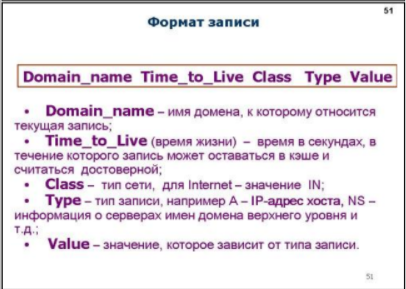 51
Формат записи
Domain_name Time_to_Live Class Type Value
• Domain_name – имя домена, к которому относится
текущая запись;
• Time_to_Live (время жизни) – время в секундах, в
течение которого запись может оставаться в кэше и
считаться достоверной;
• Class – тип сети, для Internet – значение IN;
• Type – тип записи, например A – IP-адрес хоста, NS –
информация о серверах имен домена верхнего уровня и
т.д.;
• Value – значение, которое зависит от типа записи.
51